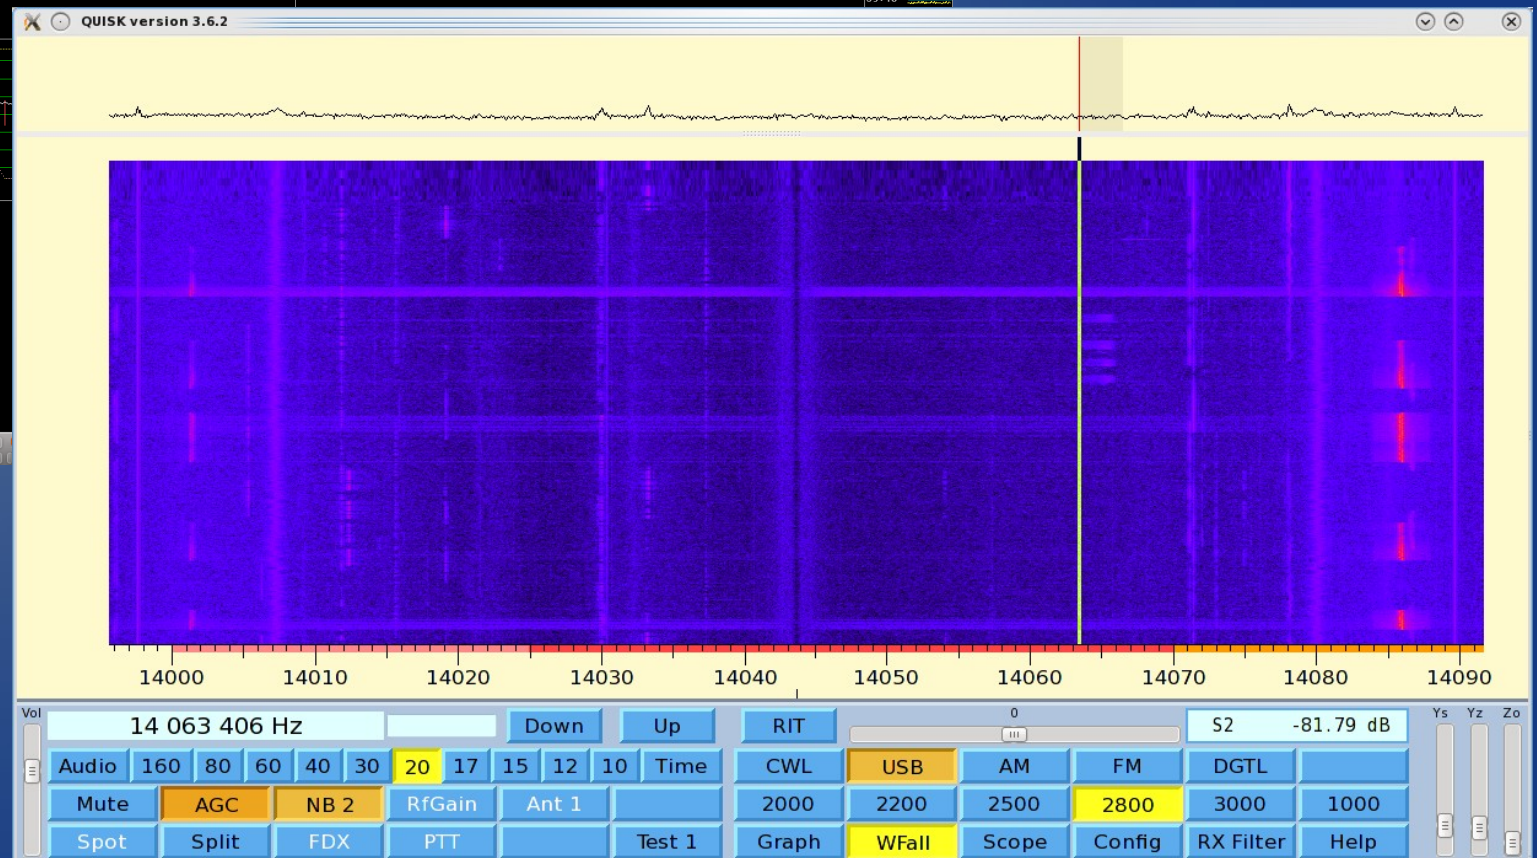 QUISK version 3.6.2
14000 14010 14020 14030 14040 14050 14060 14070 14080 14090
Vol 14 063 406 Hz Down Up RIT 0 S2 -81.79 dB Ys Yz Zo
Audio 160 80 60 40 30 20 17 15 12 10 Time CWL USB AM FM DGTL
Mute AGC NB 2 RfGain Ant 1 2000 2200 2500 2800 3000 1000
Spot Split FDX PTT Test 1 Graph WFall Scope Config RX Filter Help